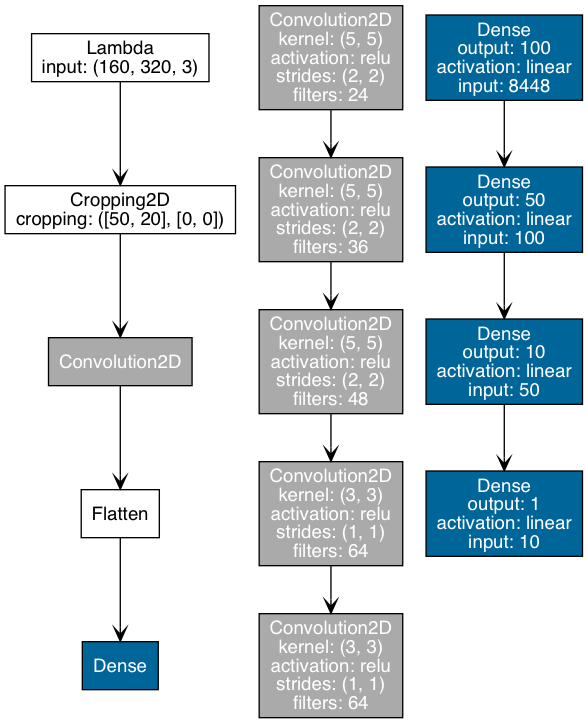 Lambda
input: (160, 320, 3)
Cropping2D
cropping: ([50, 20], [0, 0])
Convolution2D
Flatten
Dense
Convolution2D
kernel: (5, 5)
activation: relu
strides: (2, 2)
filters: 24
Convolution2D
kernel: (5, 5)
activation: relu
strides: (2, 2)
filters: 36
Convolution2D
kernel: (5, 5)
activation: relu
strides: (2, 2)
filters: 48
Convolution2D
kernel: (3, 3)
activation: relu
strides: (1, 1)
filters: 64
Convolution2D
kernel: (3, 3)
activation: relu
strides: (1, 1)
filters: 64
Dense
output: 100
activation: linear
input: 8448
Dense
output: 50
activation: linear
input: 100
Dense
output: 10
activation: linear
input: 50
Dense
output: 1
activation: linear
input: 10